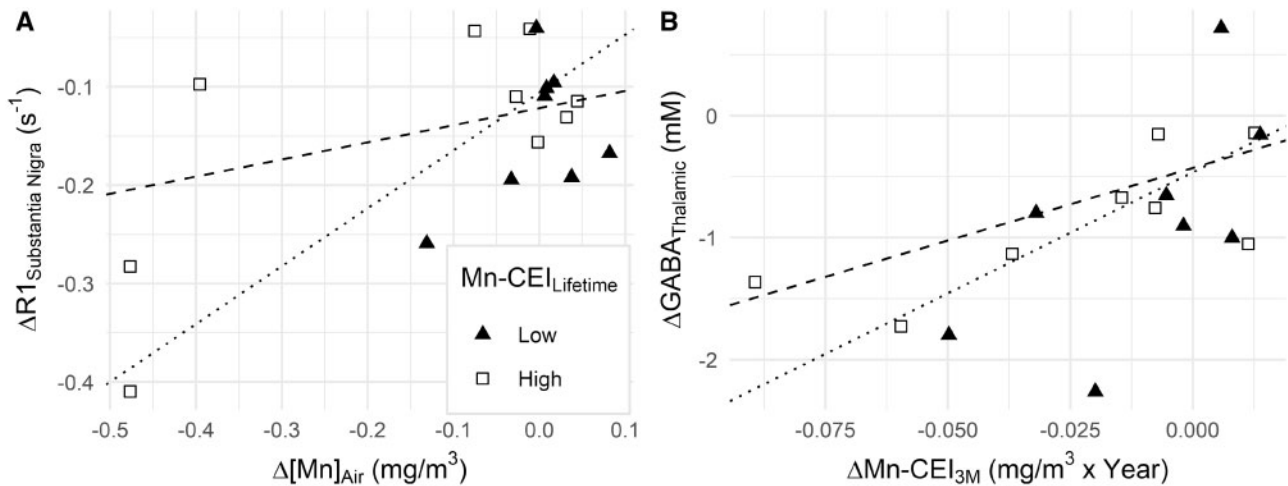 A
ΔR1Substantia Nigra (s⁻¹)
-0.1
-0.2
-0.3
-0.4
-0.5
-0.4
-0.3
-0.2
-0.1
0.0
0.1
Δ[Mn]Air (mg/m³)
Mn-CEILifetime
Low
High
B
ΔGABAThalamic (mM)
0
-1
-2
-0.075
-0.050
-0.025
0.000
ΔMn-CEI3M (mg/m³ x Year)